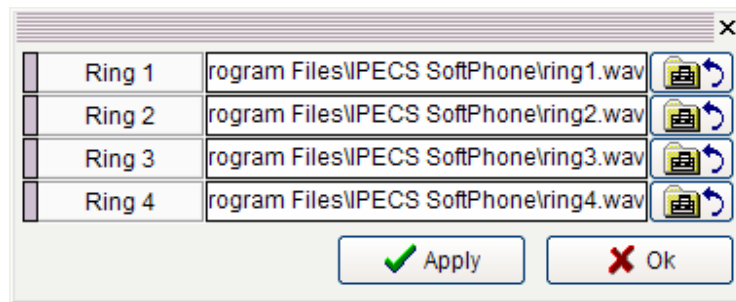 Ring 1 rogram Files\IPECS SoftPhone\ring1.wav
Ring 2 rogram Files\IPECS SoftPhone\ring2.wav
Ring 3 rogram Files\IPECS SoftPhone\ring3.wav
Ring 4 rogram Files\IPECS SoftPhone\ring4.wav
Apply Ok